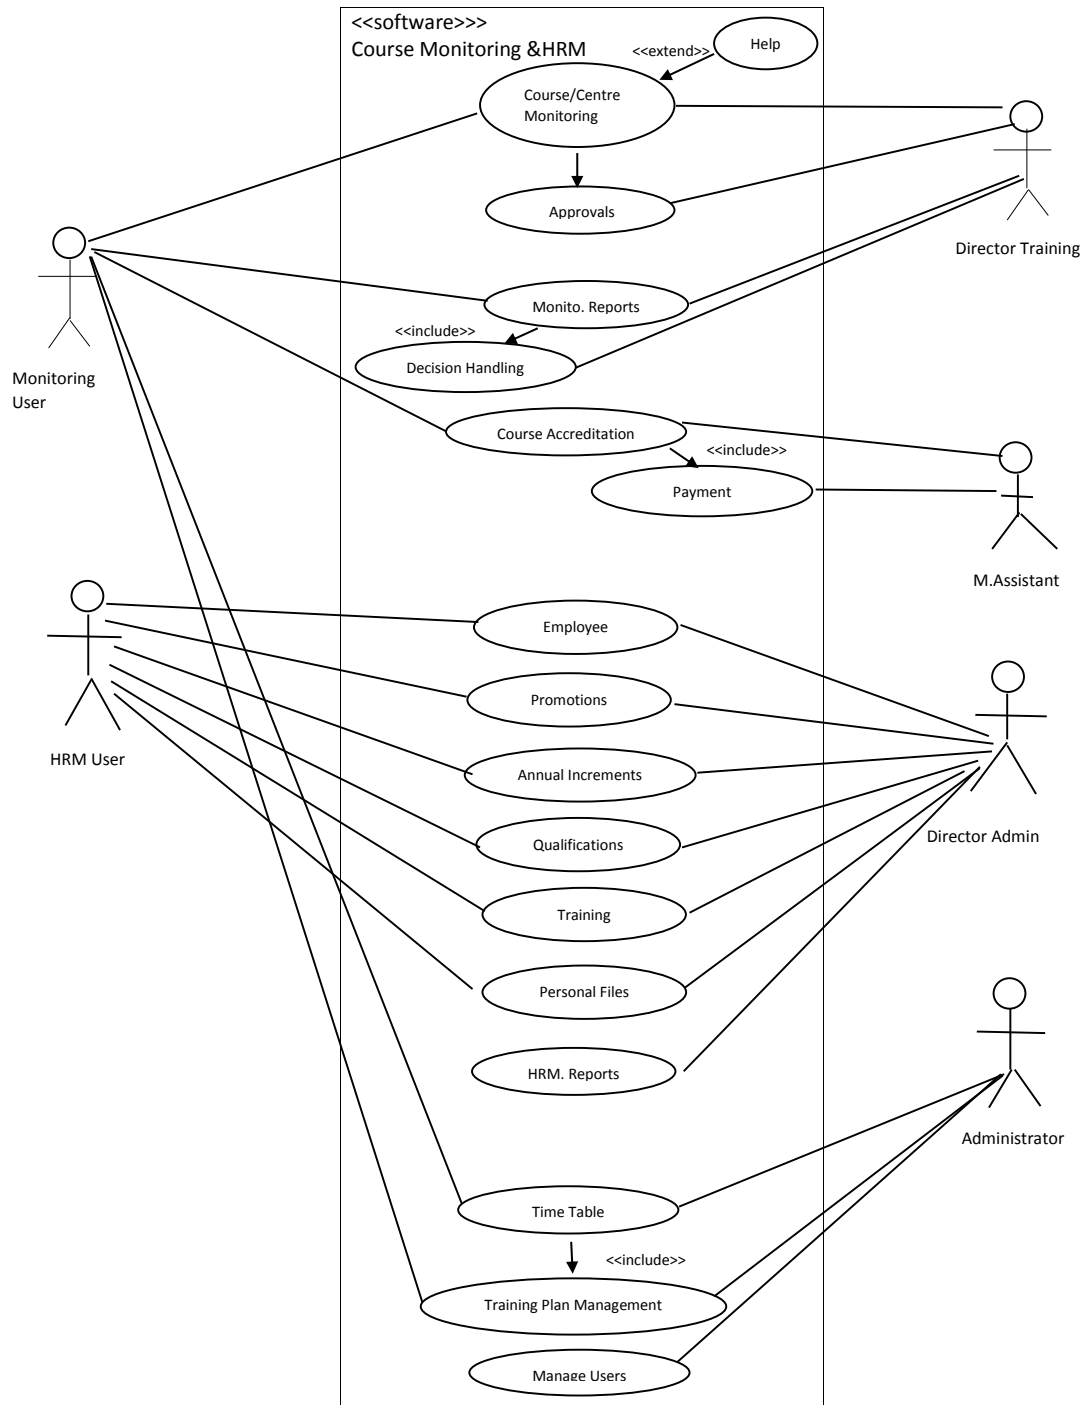 <<software>>>
Course Monitoring &HRM
<<extend>>
Help
Course/Centre
Monitoring
Approvals
Director Training
Monito. Reports
<<include>>
Decision Handling
Monitoring
User
Course Accreditation
<<include>>
Payment
M.Assistant
Employee
Promotions
HRM User
Annual Increments
Qualifications
Director Admin
Training
Personal Files
HRM. Reports
Administrator
Time Table
<<include>>
Training Plan Management
Manage Users